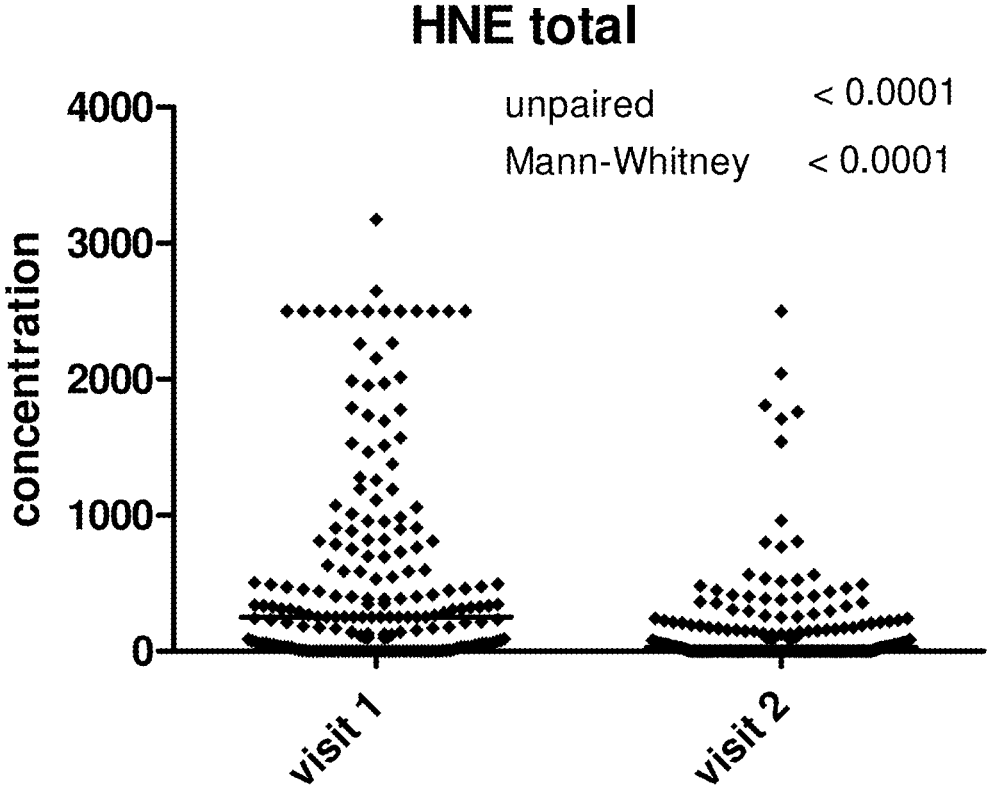 HNE total
unpaired < 0.0001
Mann-Whitney < 0.0001
concentration
4000
3000
2000
1000
0
visit 1
visit 2